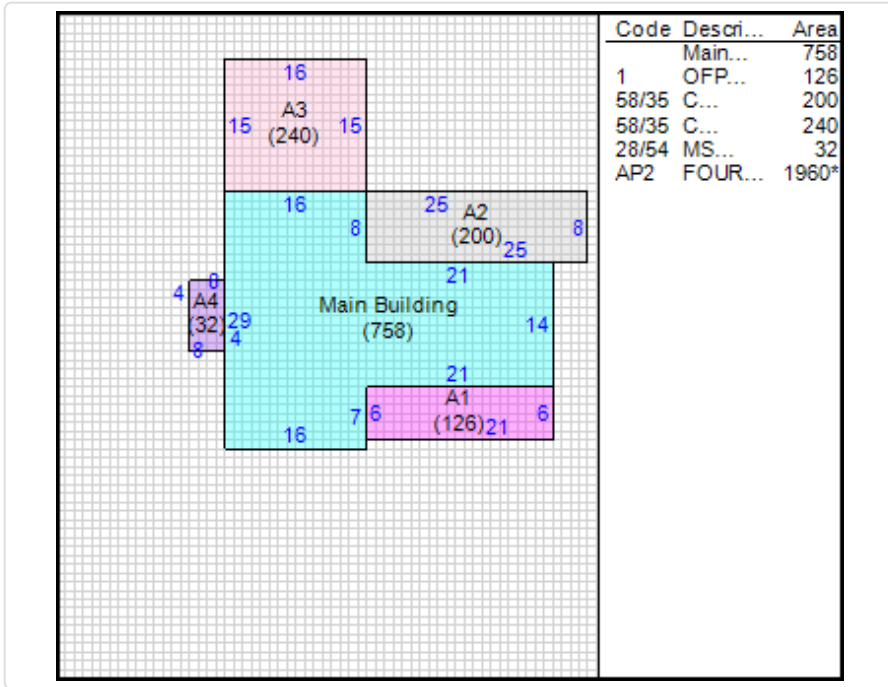 Code Descri... Area
Main... 758
1 OFP... 126
58/35 C... 200
58/35 C... 240
28/54 MS... 32
AP2 FOUR... 1960*
16
A3
15 (240) 15
16
25 A2
8 (200) 8
25
21
8
4 A4
(32) 29
4
8
Main Building
(758) 14
21
A1
7 6 (126) 21 6
16